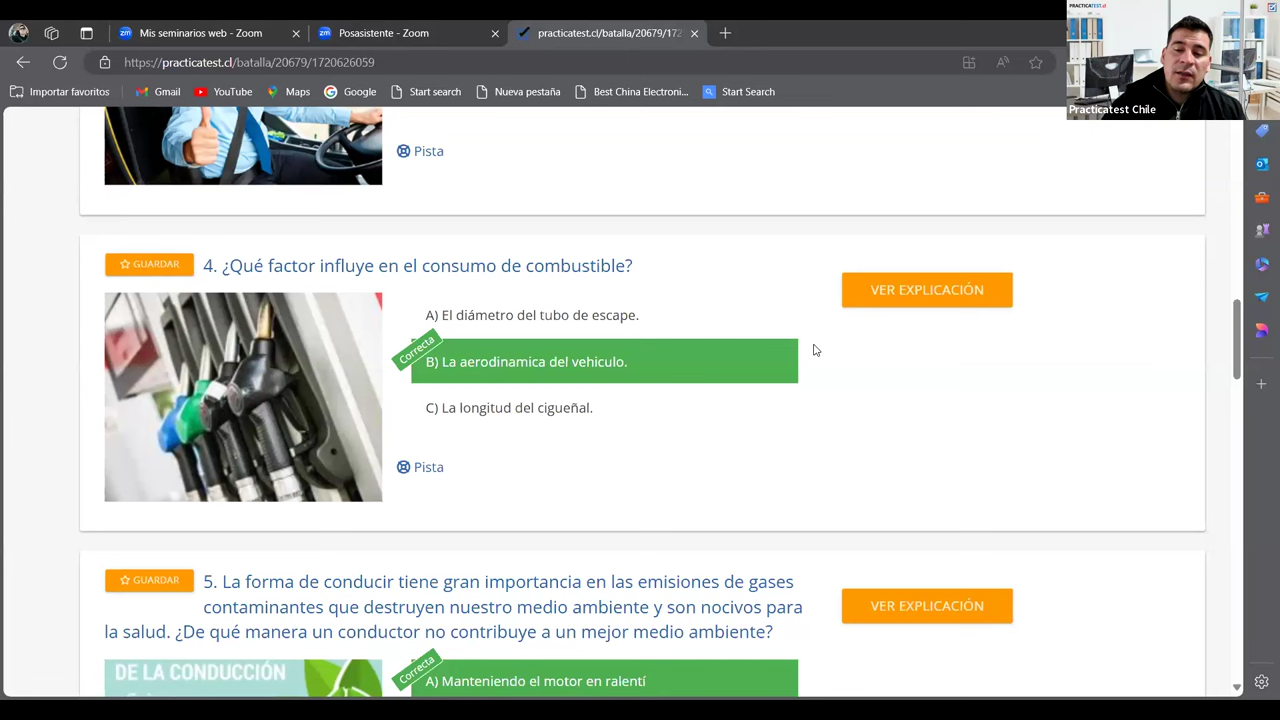 PRACTICATEST.cl
Mis seminarios web - Zoom
Posasistente - Zoom
practicatest.cl/batalla/20679/172
https://practicatest.cl/batalla/20679/1720626059
Importar favoritos
Gmail
YouTube
Maps
Google
Start search
Nueva pestaña
Best China Electroni...
Start Search
Practicatest Chile
Pista
GUARDAR
4. ¿Qué factor influye en el consumo de combustible?
VER EXPLICACIÓN
A) El diámetro del tubo de escape.
Correcta
B) La aerodinamica del vehiculo.
C) La longitud del cigueñal.
Pista
GUARDAR
5. La forma de conducir tiene gran importancia en las emisiones de gases
contaminantes que destruyen nuestro medio ambiente y son nocivos para
la salud. ¿De qué manera un conductor no contribuye a un mejor medio ambiente?
VER EXPLICACIÓN
DE LA CONDUCCIÓN
Correcta
A) Manteniendo el motor en ralentí